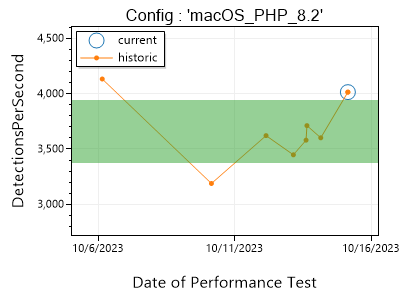 Config : 'macOS_PHP_8.2'
current
historic
4,500
4,000
3,500
3,000
DetectionsPerSecond
10/6/2023
10/11/2023
10/16/2023
Date of Performance Test